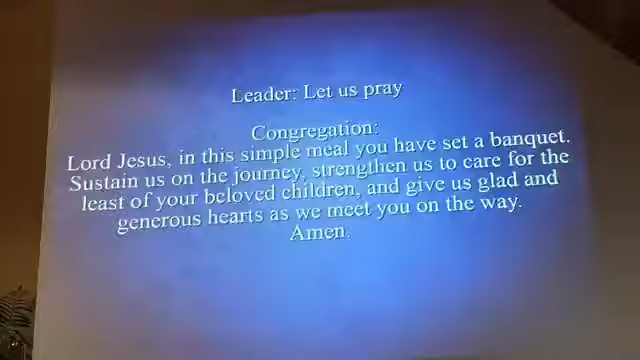 Leader: Let us pray
Congregation:
Lord Jesus, in this simple meal you have set a banquet.
Sustain us on the journey, strengthen us to care for the
least of your beloved children, and give us glad and
generous hearts as we meet you on the way.
Amen.